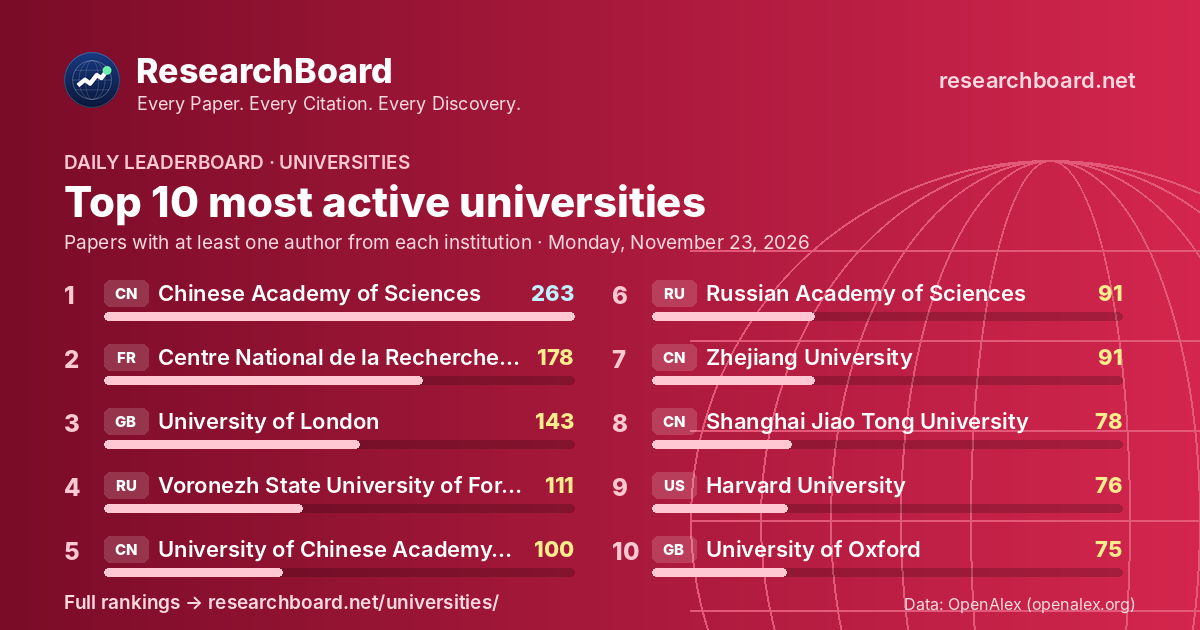 ResearchBoard
Every Paper. Every Citation. Every Discovery.
researchboard.net
DAILY LEADERBOARD · UNIVERSITIES
Top 10 most active universities
Papers with at least one author from each institution · Monday, November 23, 2026
1 CN Chinese Academy of Sciences 263
2 FR Centre National de la Recherche... 178
3 GB University of London 143
4 RU Voronezh State University of For... 111
5 CN University of Chinese Academy... 100
6 RU Russian Academy of Sciences 91
7 CN Zhejiang University 91
8 CN Shanghai Jiao Tong University 78
9 US Harvard University 76
10 GB University of Oxford 75
Full rankings → researchboard.net/universities/
Data: OpenAlex (openalex.org)